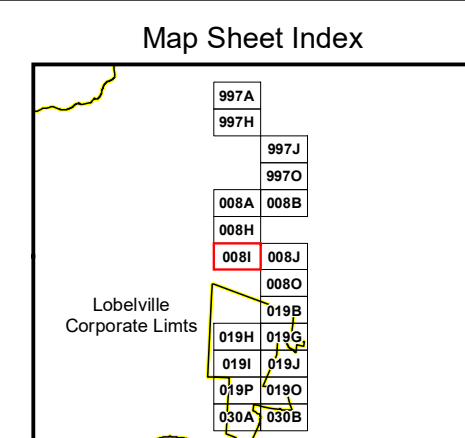 Map Sheet Index
997A
997H
997J
997O
008A 008B
008H
008I 008J
008O
Lobelville
Corporate Limts
019B
019H 019G
019I 019J
019P 019O
030A 030B